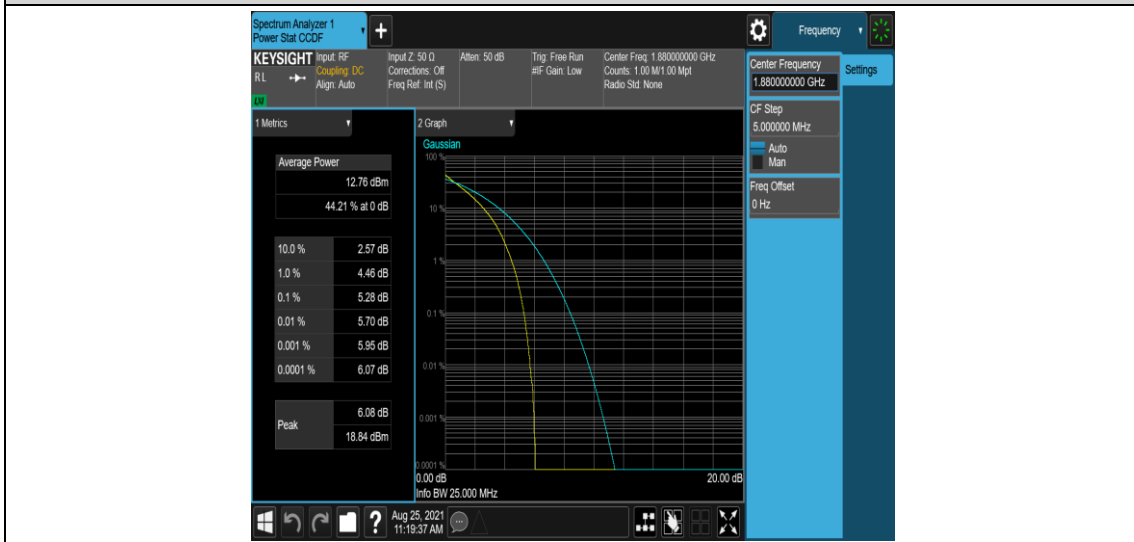 Spectrum Analyzer 1
Power Stat CCDF
+
Frequency
KEYSIGHT
RL
LXI
Input: RF
Coupling: DC
Align: Auto
Input Z: 50 Ω
Corrections: Off
Freq Ref: Int (S)
Atten: 50 dB
Trig: Free Run
#IF Gain: Low
Center Freq: 1.880000000 GHz
Counts: 1.00 M/1.00 Mpt
Radio Std: None
Center Frequency
1.880000000 GHz
Settings
CF Step
5.000000 MHz
Auto
Man
Freq Offset
0 Hz
1 Metrics
Average Power
12.76 dBm
44.21 % at 0 dB
10.0 % 2.57 dB
1.0 % 4.46 dB
0.1 % 5.28 dB
0.01 % 5.70 dB
0.001 % 5.95 dB
0.0001 % 6.07 dB
Peak
6.08 dB
18.84 dBm
2 Graph
Gaussian
100 %
10 %
1 %
0.1 %
0.01 %
0.001 %
0.0001 %
0.00 dB 20.00 dB
Info BW 25.000 MHz
?
Aug 25, 2021
11:19:37 AM